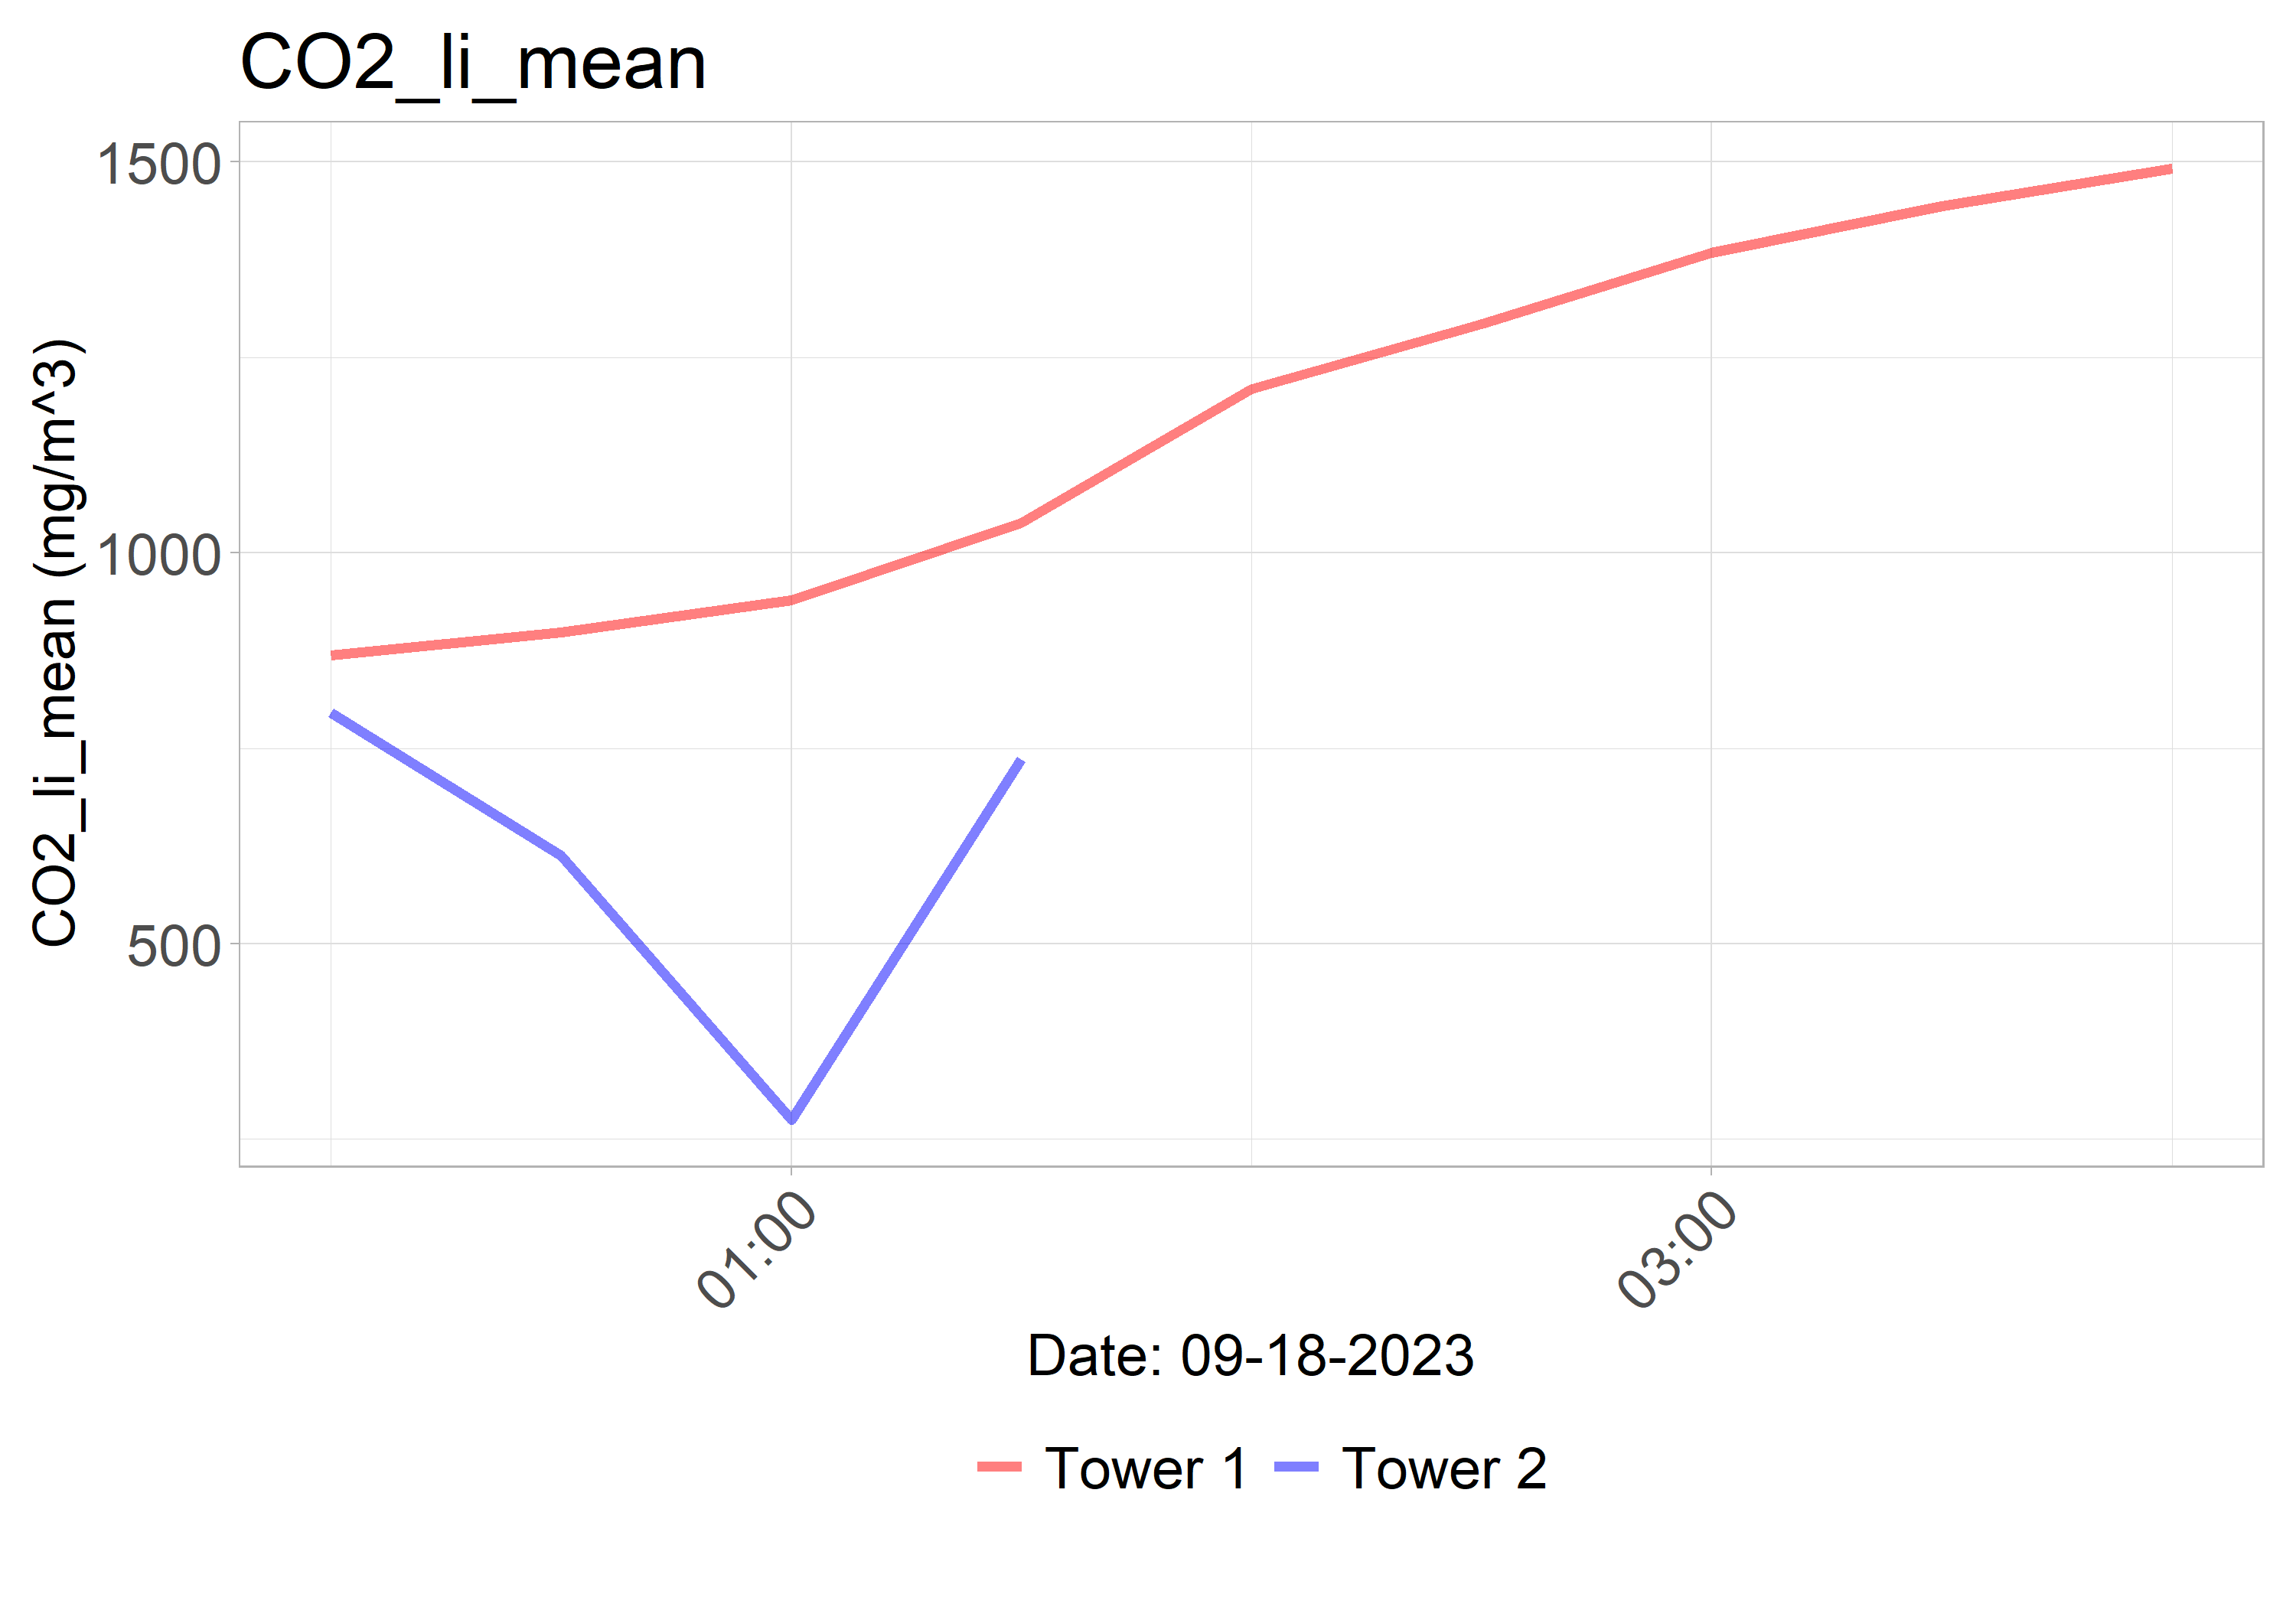 CO2_li_mean
CO2_li_mean (mg/m^3)
1500
1000
500
01:00
03:00
Date: 09-18-2023
Tower 1
Tower 2